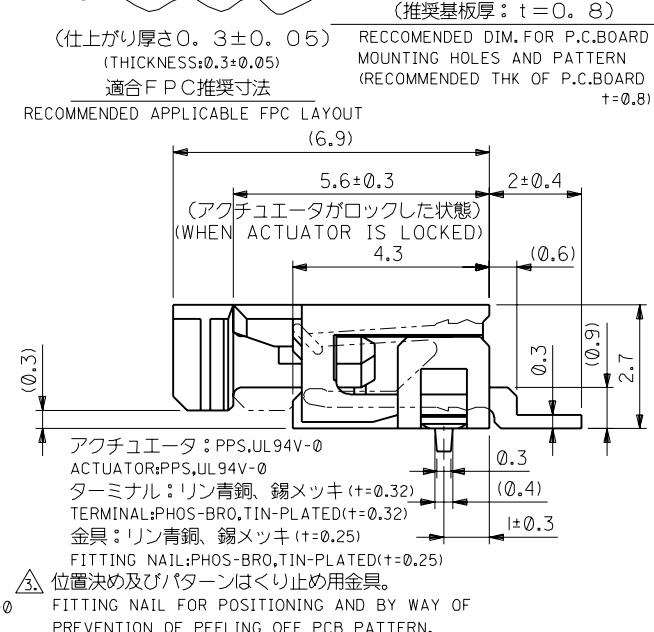 (推奨基板厚：t=0. 8)
(仕上がり厚さ0. 3±0. 05)
RECCOMENDED DIM.FOR P.C.BOARD
(THICKNESS:0.3±0.05)
MOUNTING HOLES AND PATTERN
適合FPC推奨寸法
(RECOMMENDED THK OF P.C.BOARD
t=0.8)
RECOMMENDED APPLICABLE FPC LAYOUT
(6.9)
5.6±0.3
2±0.4
(アクチュエータがロックした状態)
(WHEN ACTUATOR IS LOCKED)
4.3
(0.6)
(0.3)
0.3
(0.9)
2.7
アクチュエータ：PPS,UL94V-0
ACTUATOR:PPS,UL94V-0
0.3
ターミナル：リン青銅、錫メッキ(t=0.32)
(0.4)
TERMINAL:PHOS-BRO,TIN-PLATED(t=0.32)
金具：リン青銅、錫メッキ(t=0.25)
1±0.3
FITTING NAIL:PHOS-BRO,TIN-PLATED(t=0.25)
3. 位置決め及びパターンはくり止め用金具。
0
FITTING NAIL FOR POSITIONING AND BY WAY OF
PREVENTION OF PEELING OFF PCB PATTERN.